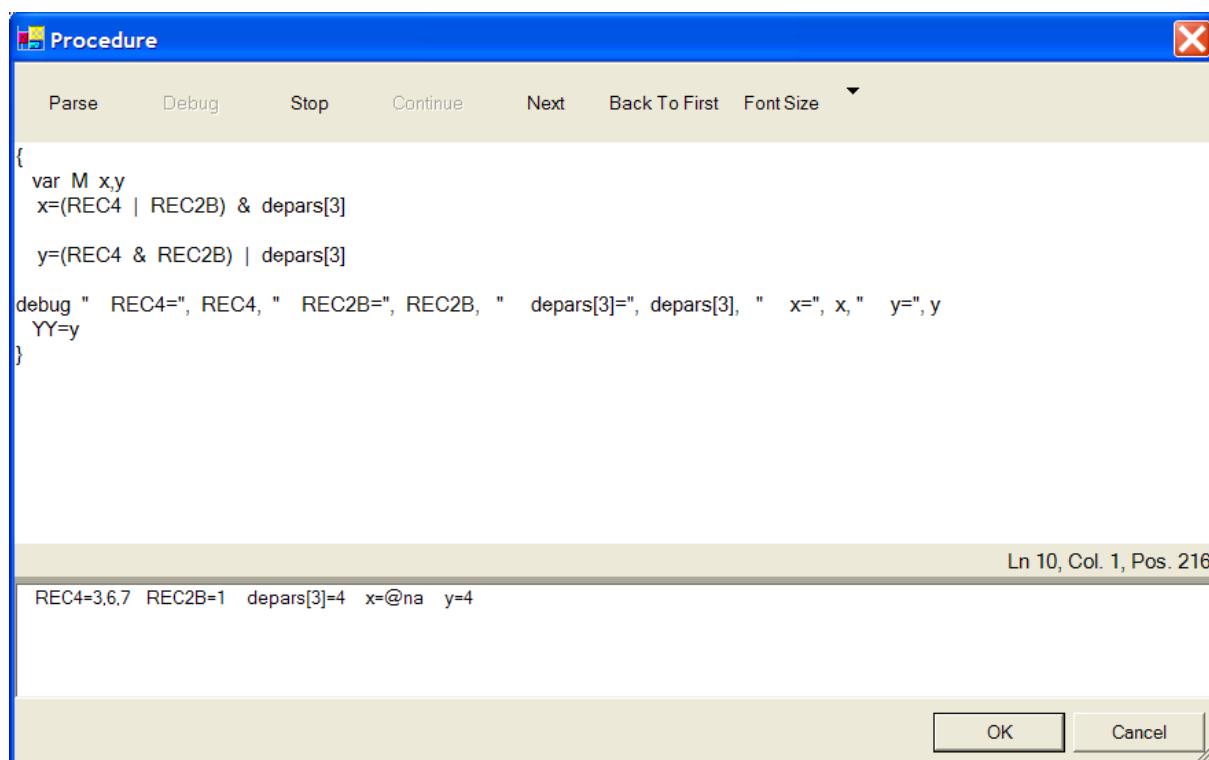 Procedure
Parse Debug Stop Continue Next Back To First Font Size
{
var M x,y
x=(REC4 | REC2B) & depars[3]
y=(REC4 & REC2B) | depars[3]
debug " REC4=", REC4, " REC2B=", REC2B, " depars[3]=", depars[3], " x=", x, " y=", y
YY=y
}
Ln 10, Col. 1, Pos. 216
REC4=3,6,7 REC2B=1 depars[3]=4 x=@na y=4
OK Cancel